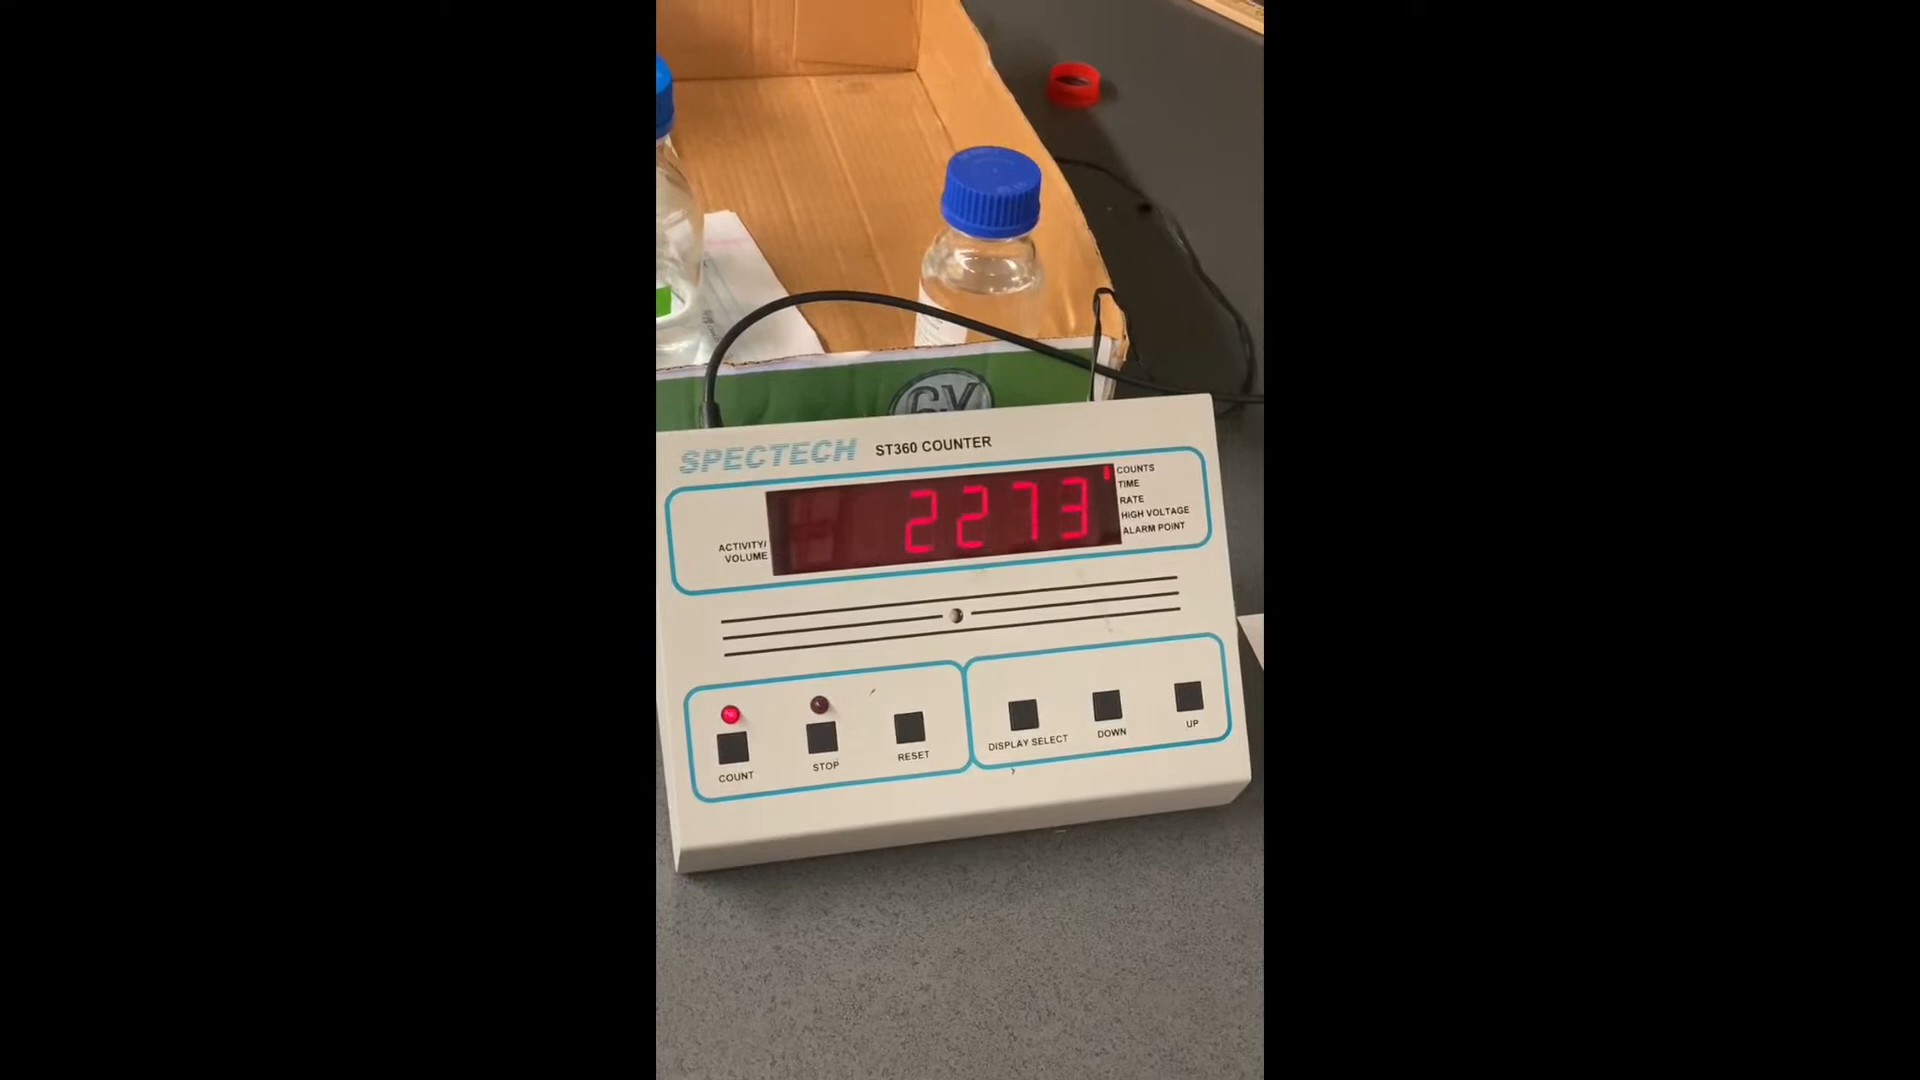 GY
SPECTECH
ST360 COUNTER
2273
COUNTS
TIME
RATE
HIGH VOLTAGE
ALARM POINT
ACTIVITY/
VOLUME
COUNT
STOP
RESET
DISPLAY SELECT
DOWN
UP